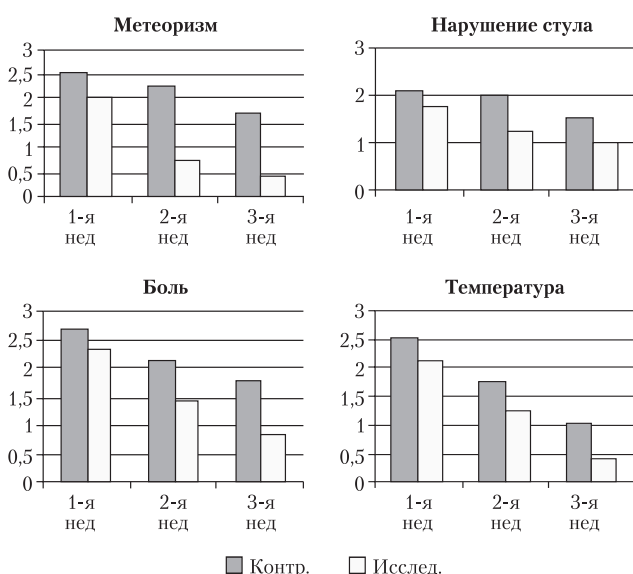 Метеоризм
3
2,5
2
1,5
1
0,5
0
1-я
нед
2-я
нед
3-я
нед
Нарушение стула
3
2
1
0
1-я
нед
2-я
нед
3-я
нед
Боль
3
2,5
2
1,5
1
0,5
0
1-я
нед
2-я
нед
3-я
нед
Температура
3
2,5
2
1,5
1
0,5
0
1-я
нед
2-я
нед
3-я
нед
Контр. Исслед.